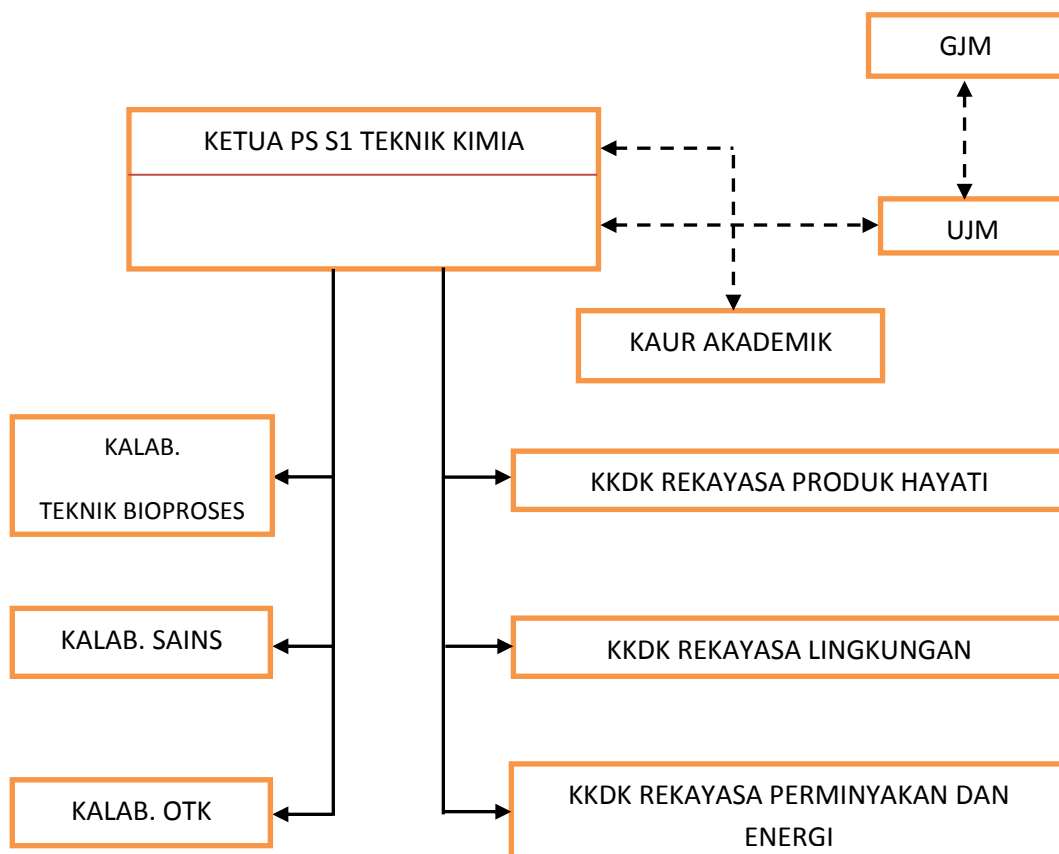 GJM
KETUA PS S1 TEKNIK KIMIA
UJM
KAUR AKADEMIK
KALAB.
TEKNIK BIOPROSES
KKDK REKAYASA PRODUK HAYATI
KALAB. SAINS
KKDK REKAYASA LINGKUNGAN
KALAB. OTK
KKDK REKAYASA PERMINYAKAN DAN
ENERGI